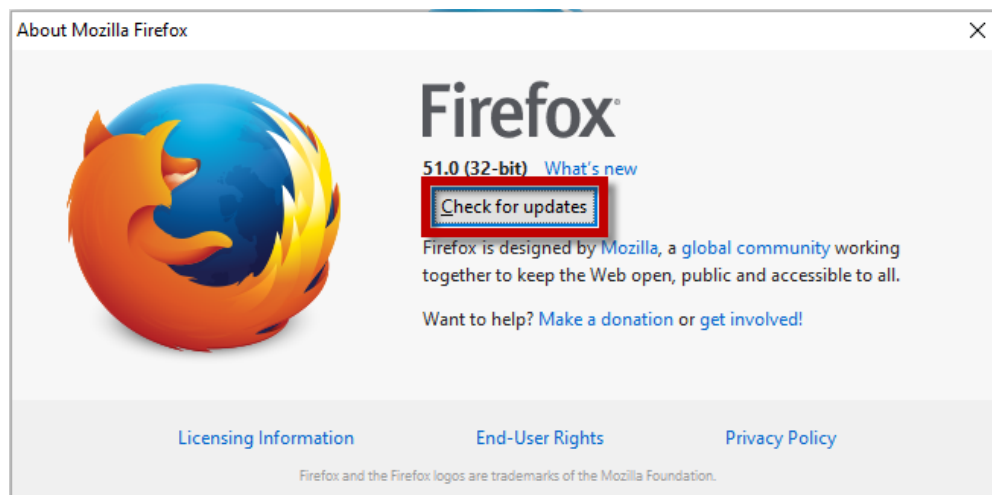 About Mozilla Firefox
Firefox
51.0 (32-bit) What's new
Check for updates
Firefox is designed by Mozilla, a global community working
together to keep the Web open, public and accessible to all.
Want to help? Make a donation or get involved!
Licensing Information End-User Rights Privacy Policy
Firefox and the Firefox logos are trademarks of the Mozilla Foundation.